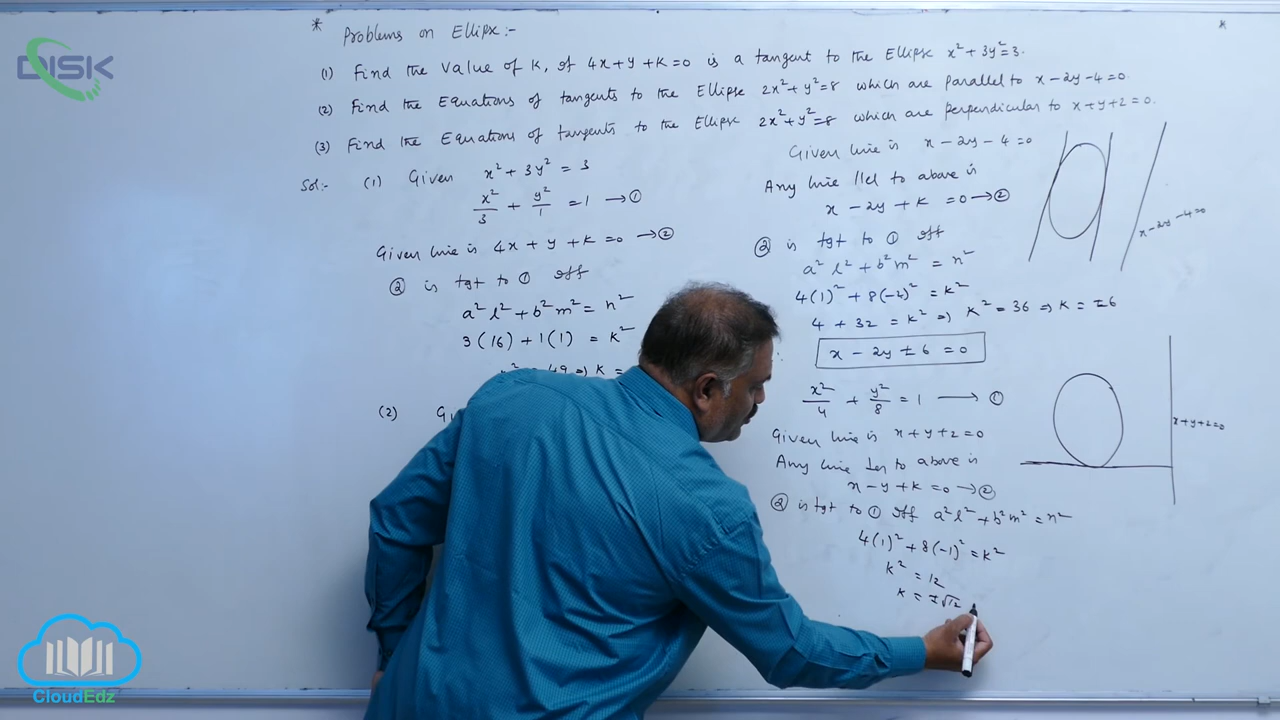 DISK
* Problems on Ellipse:-
(1) Find the Value of K, if 4x+y+K=0 is a tangent to the Ellipse x²+3y²=3.
(2) Find the Equations of tangents to the Ellipse 2x²+y²=8 which are parallel to x-2y-4=0.
(3) Find the Equations of tangents to the Ellipse 2x²+y²=8 which are perpendicular to x+y+2=0.
Sol:- (1) Given x²+3y²=3
x²/3 + y²/1 = 1 → ①
Given line is 4x+y+K=0 → ②
② is tgt to ① iff
a²l²+b²m²=n²
3(16)+1(1) = K²
K² = 49 ⇒ K =
(2)
Given line is x-2y-4=0
Any line llel to above is
x-2y+K=0 → ②
② is tgt to ① iff
a²l²+b²m²=n²
4(1)²+8(-2)²=K²
4+32=K² ⇒ K²=36 ⇒ K=±6
x-2y±6=0
x-2y-4=0
x²/4 + y²/8 = 1 → ①
Given line is x+y+2=0
Any line ⊥er to above is
x-y+K=0 → ②
② is tgt to ① iff a²l²+b²m²=n²
4(1)²+8(-1)²=K²
K²=12
K=±√12
x+y+2=0
CloudEdz